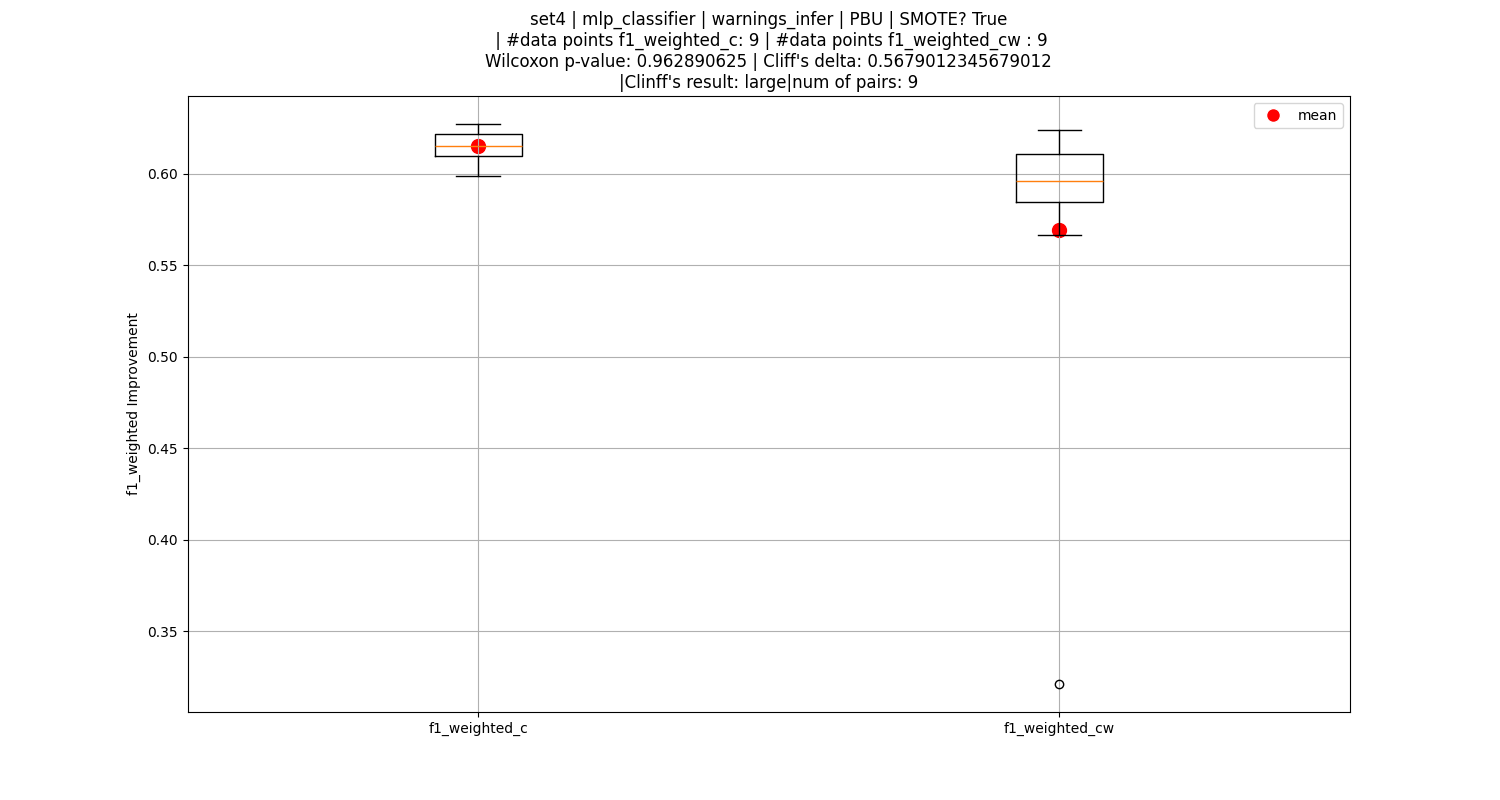 set4 | mlp_classifier | warnings_infer | PBU | SMOTE? True
| #data points f1_weighted_c: 9 | #data points f1_weighted_cw : 9
Wilcoxon p-value: 0.962890625 | Cliff's delta: 0.5679012345679012
|Clinff's result: large|num of pairs: 9
mean
0.60
0.55
0.50
0.45
0.40
0.35
f1_weighted Improvement
f1_weighted_c
f1_weighted_cw